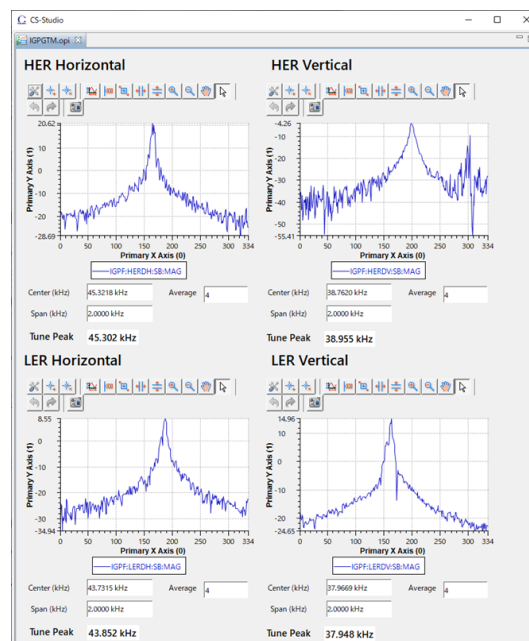 CS-Studio
IGPGTM.opi
HER Horizontal
20.62
10
0
-10
-20
-28.69
Primary Y Axis (1)
0 50 100 150 200 250 300 334
Primary X Axis (0)
IGPF:HERDH:SB:MAG
Center (kHz) 45.3218 kHz Average 4
Span (kHz) 2.0000 kHz
Tune Peak 45.302 kHz
HER Vertical
-4.26
-10
-20
-30
-40
-50
-55.41
Primary Y Axis (1)
0 50 100 150 200 250 300 334
Primary X Axis (0)
IGPF:HERDV:SB:MAG
Center (kHz) 38.7620 kHz Average 4
Span (kHz) 2.0000 kHz
Tune Peak 38.955 kHz
LER Horizontal
8.55
0
-10
-20
-30
-34.94
Primary Y Axis (1)
0 50 100 150 200 250 300 334
Primary X Axis (0)
IGPF:LERDH:SB:MAG
Center (kHz) 43.7315 kHz Average 4
Span (kHz) 2.0000 kHz
Tune Peak 43.852 kHz
LER Vertical
14.96
10
0
-10
-20
-24.65
Primary Y Axis (1)
0 50 100 150 200 250 300 334
Primary X Axis (0)
IGPF:LERDV:SB:MAG
Center (kHz) 37.9669 kHz Average 4
Span (kHz) 2.0000 kHz
Tune Peak 37.948 kHz